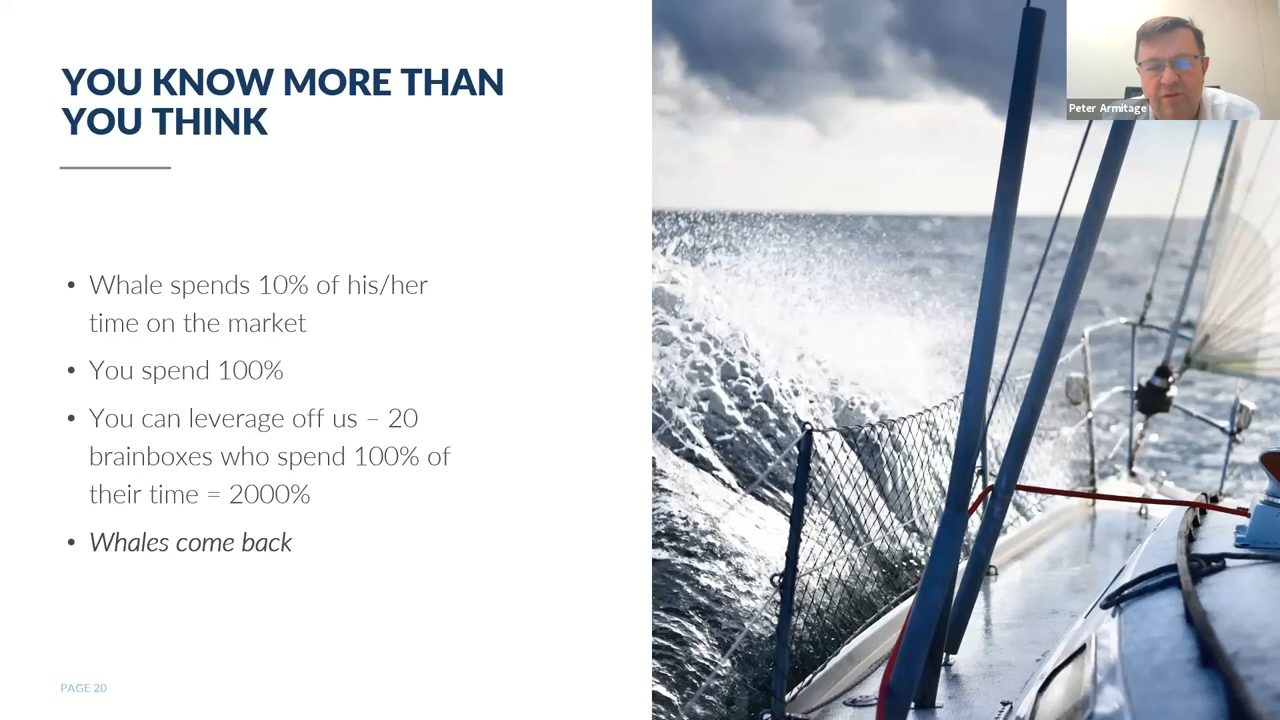 YOU KNOW MORE THAN
YOU THINK
• Whale spends 10% of his/her
time on the market
• You spend 100%
• You can leverage off us – 20
brainboxes who spend 100% of
their time = 2000%
• Whales come back
PAGE 20
Peter Armitage